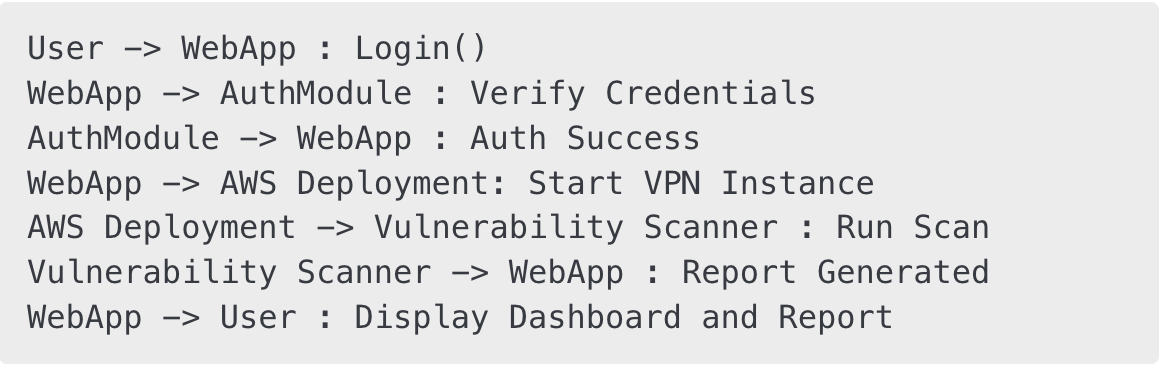 User –> WebApp : Login()
WebApp –> AuthModule : Verify Credentials
AuthModule –> WebApp : Auth Success
WebApp –> AWS Deployment: Start VPN Instance
AWS Deployment –> Vulnerability Scanner : Run Scan
Vulnerability Scanner –> WebApp : Report Generated
WebApp –> User : Display Dashboard and Report